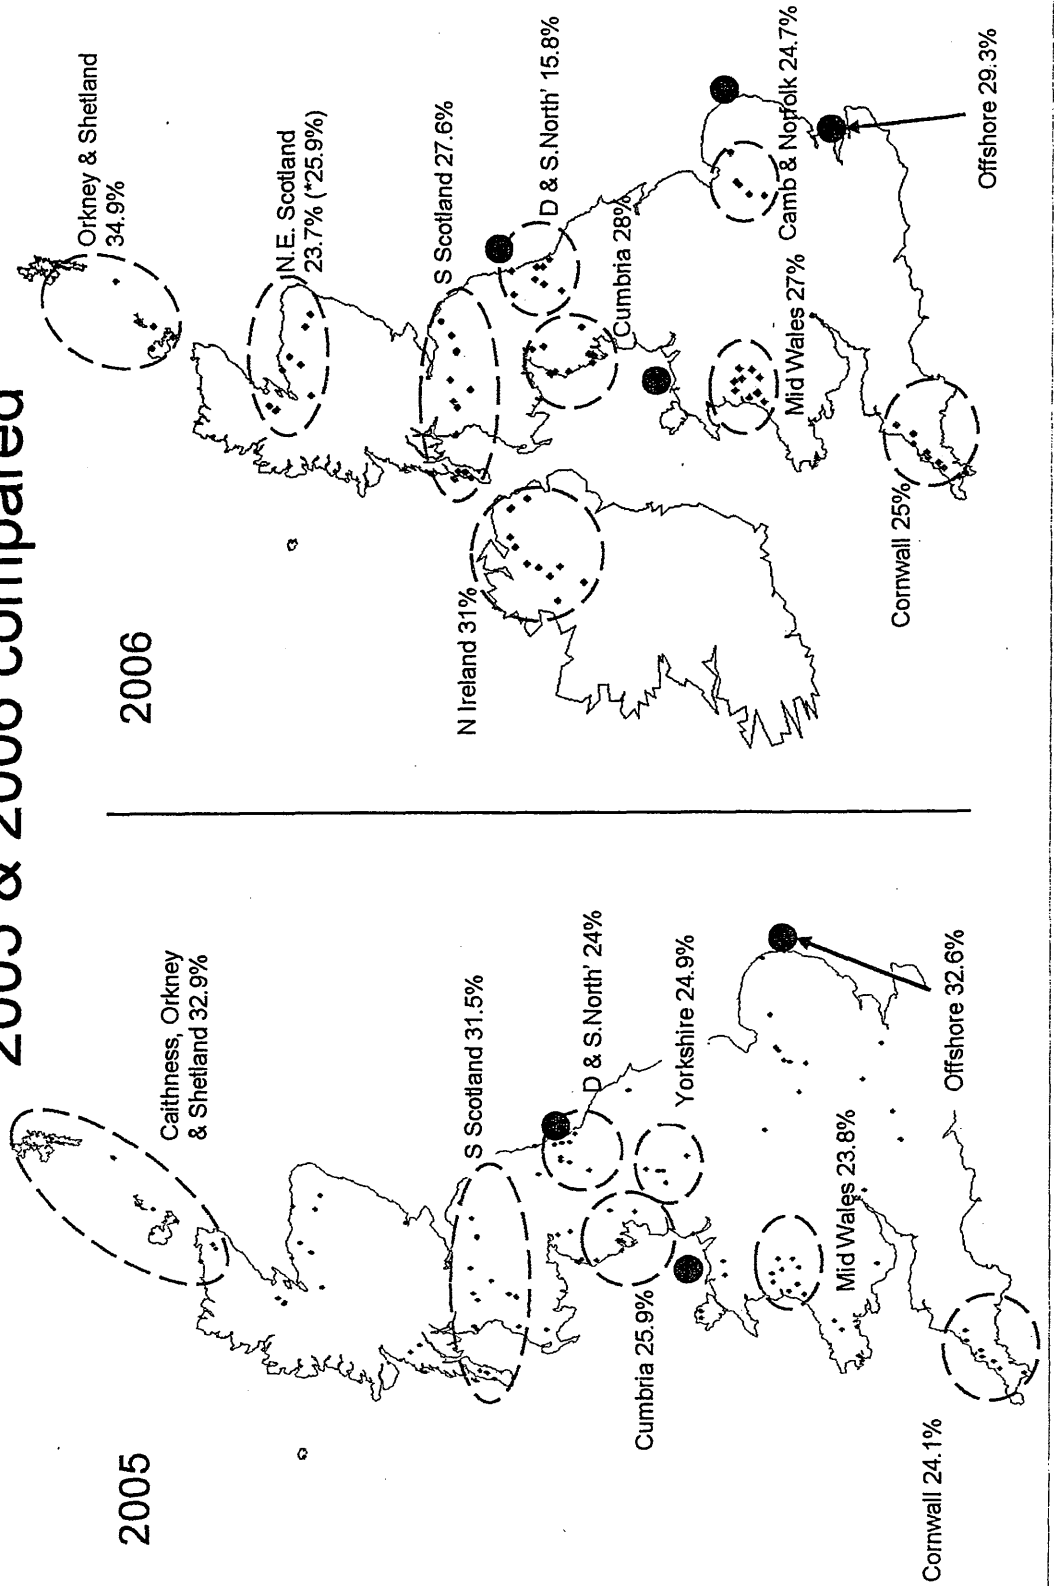 2005 & 2006 compared
2005
Caithness, Orkney
& Shetland 32.9%
S Scotland 31.5%
D & S.North' 24%
Yorkshire 24.9%
Cumbria 25.9%
Mid Wales 23.8%
Cornwall 24.1%
Offshore 32.6%
2006
Orkney & Shetland
34.9%
N.E. Scotland
23.7% (*25.9%)
S Scotland 27.6%
N Ireland 31%
D & S.North' 15.8%
Cumbria 28%
Camb & Norfolk 24.7%
Mid Wales 27%
Cornwall 25%
Offshore 29.3%